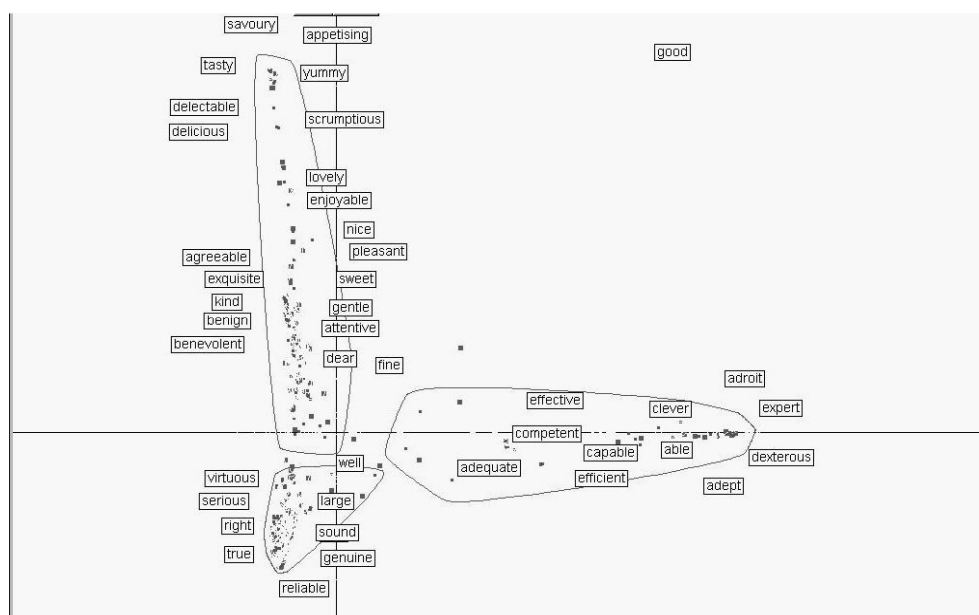 savoury
appetising
good
tasty
yummy
delectable
scrumptious
delicious
lovely
enjoyable
nice
pleasant
agreeable
exquisite
sweet
kind
gentle
benign
attentive
benevolent
dear
fine
adroit
effective
clever
expert
competent
able
capable
dexterous
well
adequate
virtuous
efficient
adept
serious
large
right
sound
true
genuine
reliable